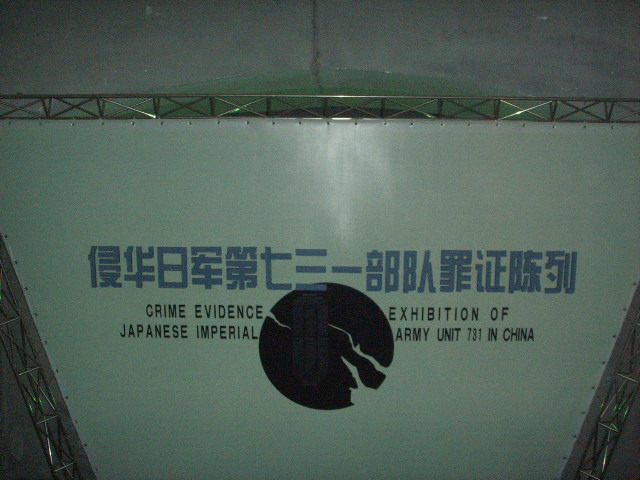 侵华日军第七三一部队罪证陈列
CRIME EVIDENCE EXHIBITION OF
JAPANESE IMPERIAL ARMY UNIT 731 IN CHINA